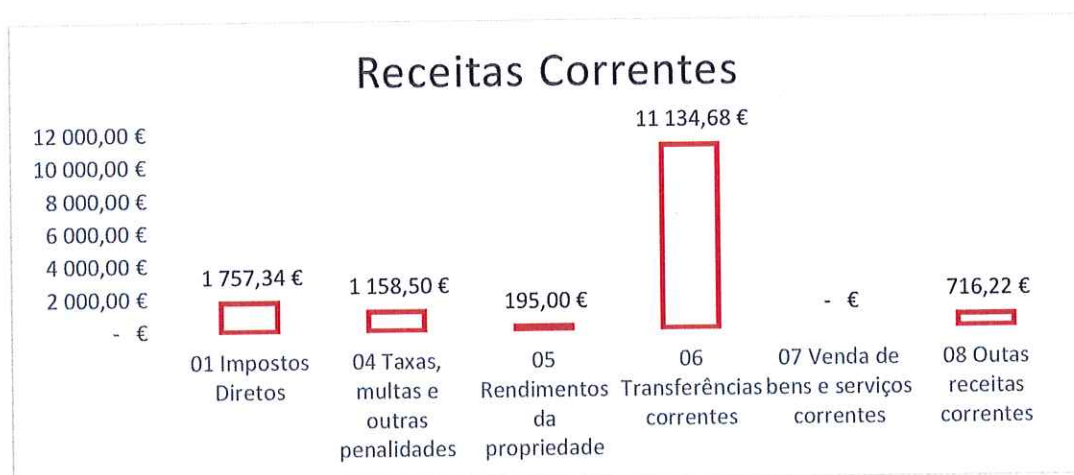 Receitas Correntes
12 000,00 €
10 000,00 €
8 000,00 €
6 000,00 €
4 000,00 €
2 000,00 €
- €
1 757,34 €
1 158,50 €
195,00 €
11 134,68 €
- €
716,22 €
01 Impostos
Diretos
04 Taxas,
multas e
outras
penalidades
05
Rendimentos
da
propriedade
06
Transferências
correntes
07 Venda de
bens e serviços
correntes
08 Outas
receitas
correntes